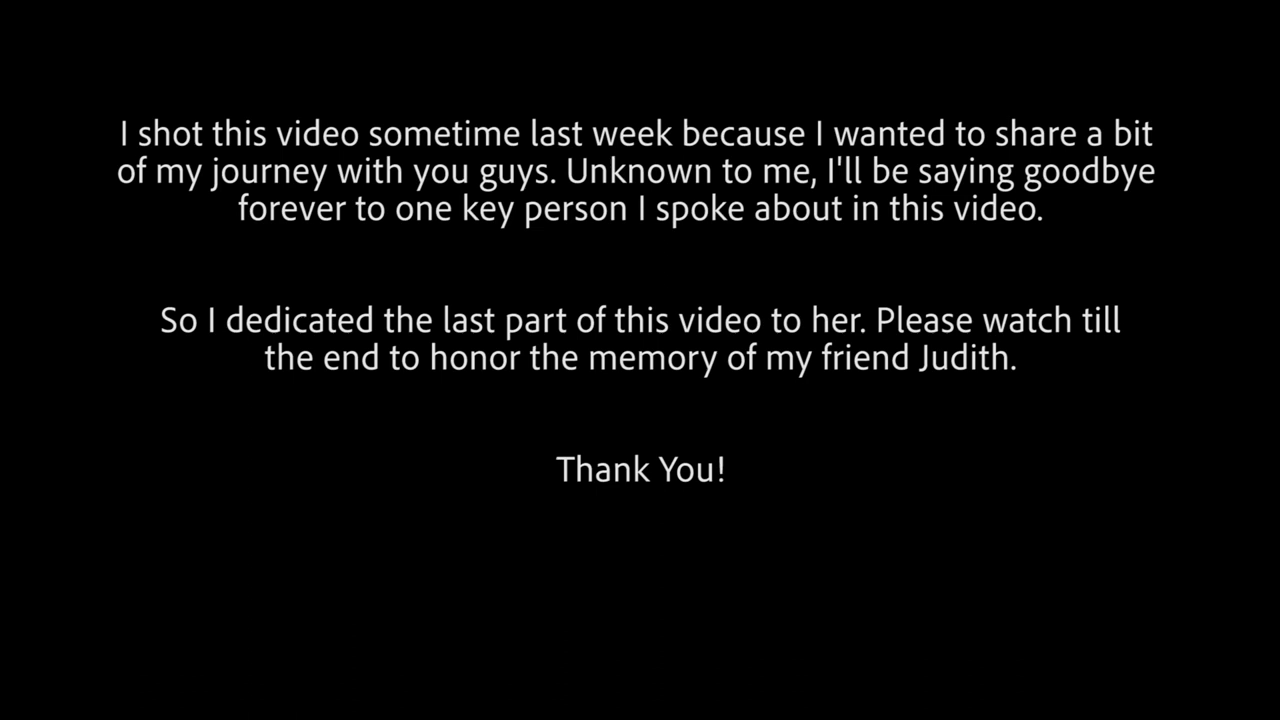 I shot this video sometime last week because I wanted to share a bit
of my journey with you guys. Unknown to me, I'll be saying goodbye
forever to one key person I spoke about in this video.
So I dedicated the last part of this video to her. Please watch till
the end to honor the memory of my friend Judith.
Thank You!